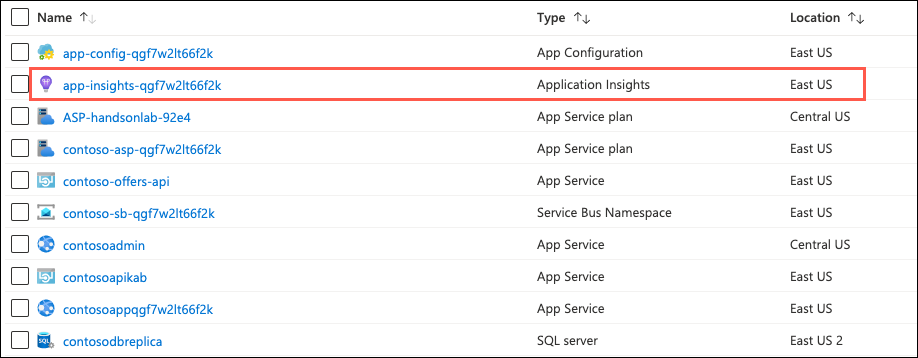 Name ↑↓ Type ↑↓ Location ↑↓
app-config-qgf7w2lt66f2k App Configuration East US
app-insights-qgf7w2lt66f2k Application Insights East US
ASP-handsonlab-92e4 App Service plan Central US
contoso-asp-qgf7w2lt66f2k App Service plan East US
contoso-offers-api App Service East US
contoso-sb-qgf7w2lt66f2k Service Bus Namespace East US
contosoadmin App Service Central US
contosoapikab App Service East US
contosoappqgf7w2lt66f2k App Service East US
SQL contosodbreplica SQL server East US 2